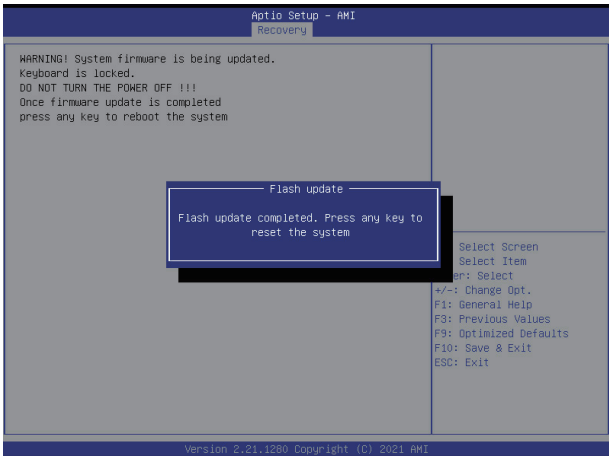 Aptio Setup – AMI
Recovery
WARNING! System firmware is being updated.
Keyboard is locked.
DO NOT TURN THE POWER OFF !!!
Once firmware update is completed
press any key to reboot the system
Flash update
Flash update completed. Press any key to
reset the system
Select Screen
Select Item
er: Select
+/-: Change Opt.
F1: General Help
F3: Previous Values
F9: Optimized Defaults
F10: Save & Exit
ESC: Exit
Version 2.21.1280 Copyright (C) 2021 AMI